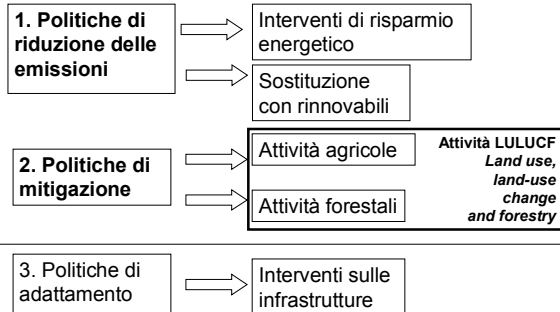 1. Politiche di
riduzione delle
emissioni
Interventi di risparmio
energetico
Sostituzione
con rinnovabili
2. Politiche di
mitigazione
Attività agricole
Attività forestali
Attività LULUCF
Land use,
land-use
change
and forestry
3. Politiche di
adattamento
Interventi sulle
infrastrutture